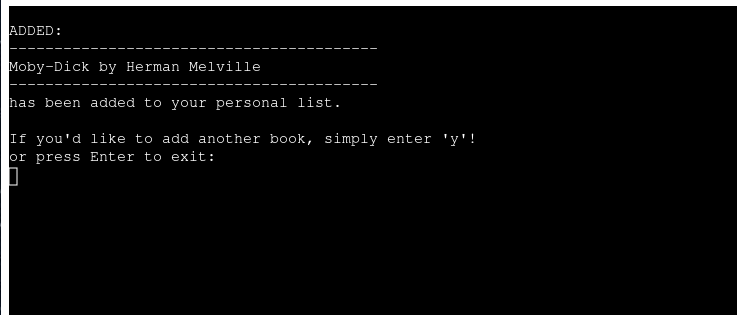 ADDED:
-----------------------------------------
Moby-Dick by Herman Melville
-----------------------------------------
has been added to your personal list.
If you'd like to add another book, simply enter 'y'!
or press Enter to exit: